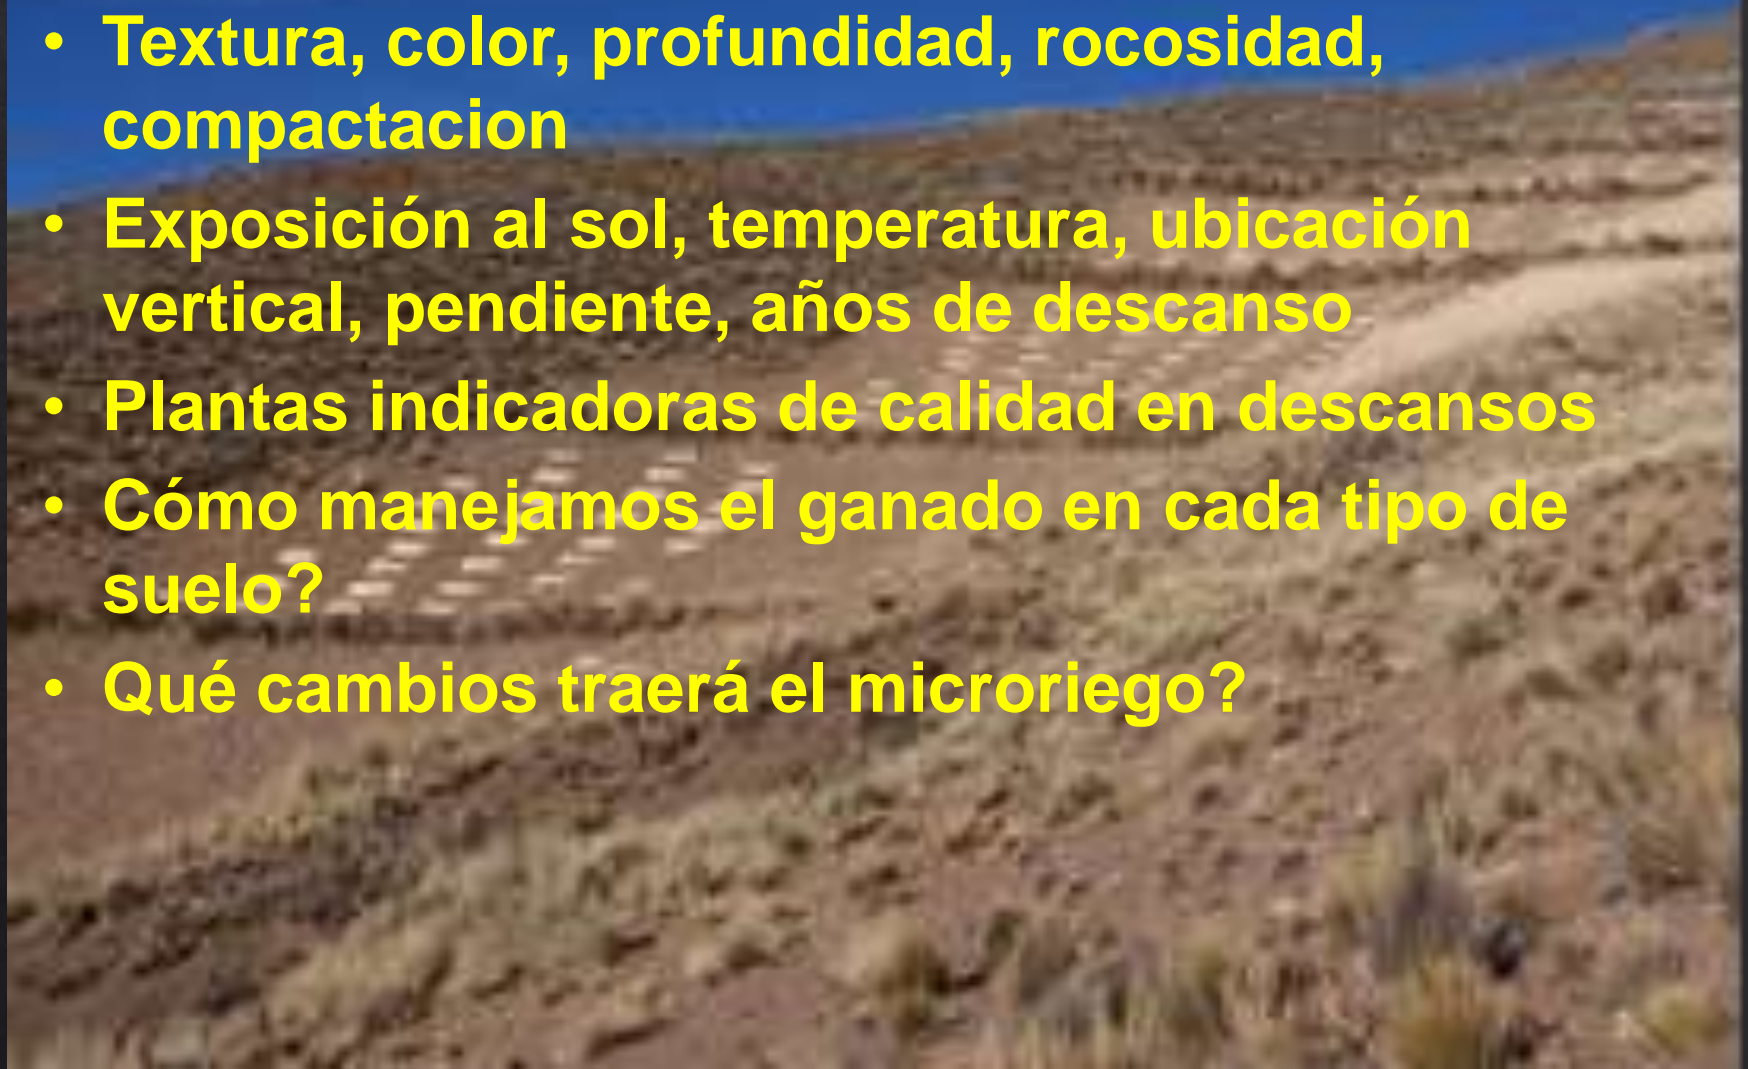 • Textura, color, profundidad, rocosidad,
compactacion
• Exposición al sol, temperatura, ubicación
vertical, pendiente, años de descanso
• Plantas indicadoras de calidad en descansos
• Cómo manejamos el ganado en cada tipo de
suelo?
• Qué cambios traerá el microriego?